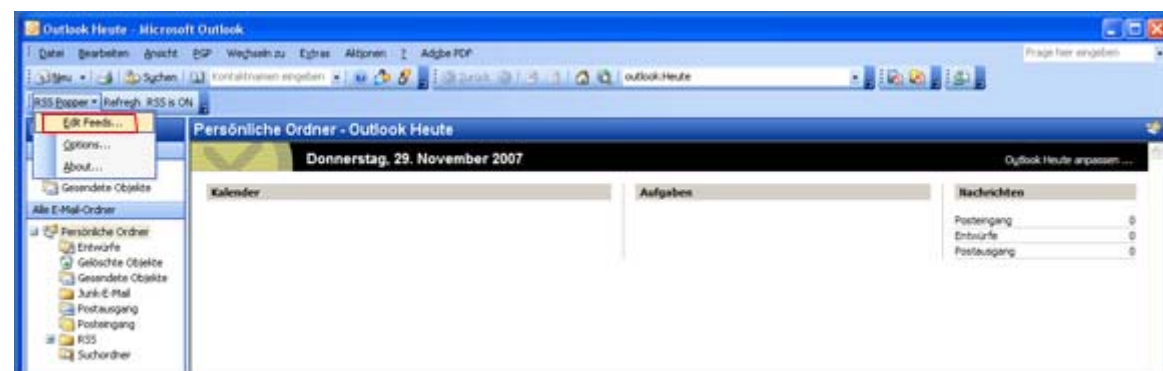 Outlook Heute - Microsoft Outlook
Datei Bearbeiten Ansicht PGP Wechseln zu Extras Aktionen ? Adobe PDF Frage hier eingeben
Neu Suchen Kontaktnamen eingeben Zurück outlook:Heute
RSS Popper Refresh RSS is ON
Edit Feeds...
Options...
About...
Persönliche Ordner - Outlook Heute
Donnerstag, 29. November 2007 Outlook Heute anpassen ...
Gesendete Objekte
Alle E-Mail-Ordner
Persönliche Ordner
Entwürfe
Gelöschte Objekte
Gesendete Objekte
Junk-E-Mail
Postausgang
Posteingang
RSS
Suchordner
Kalender Aufgaben Nachrichten
Posteingang 0
Entwürfe 0
Postausgang 0